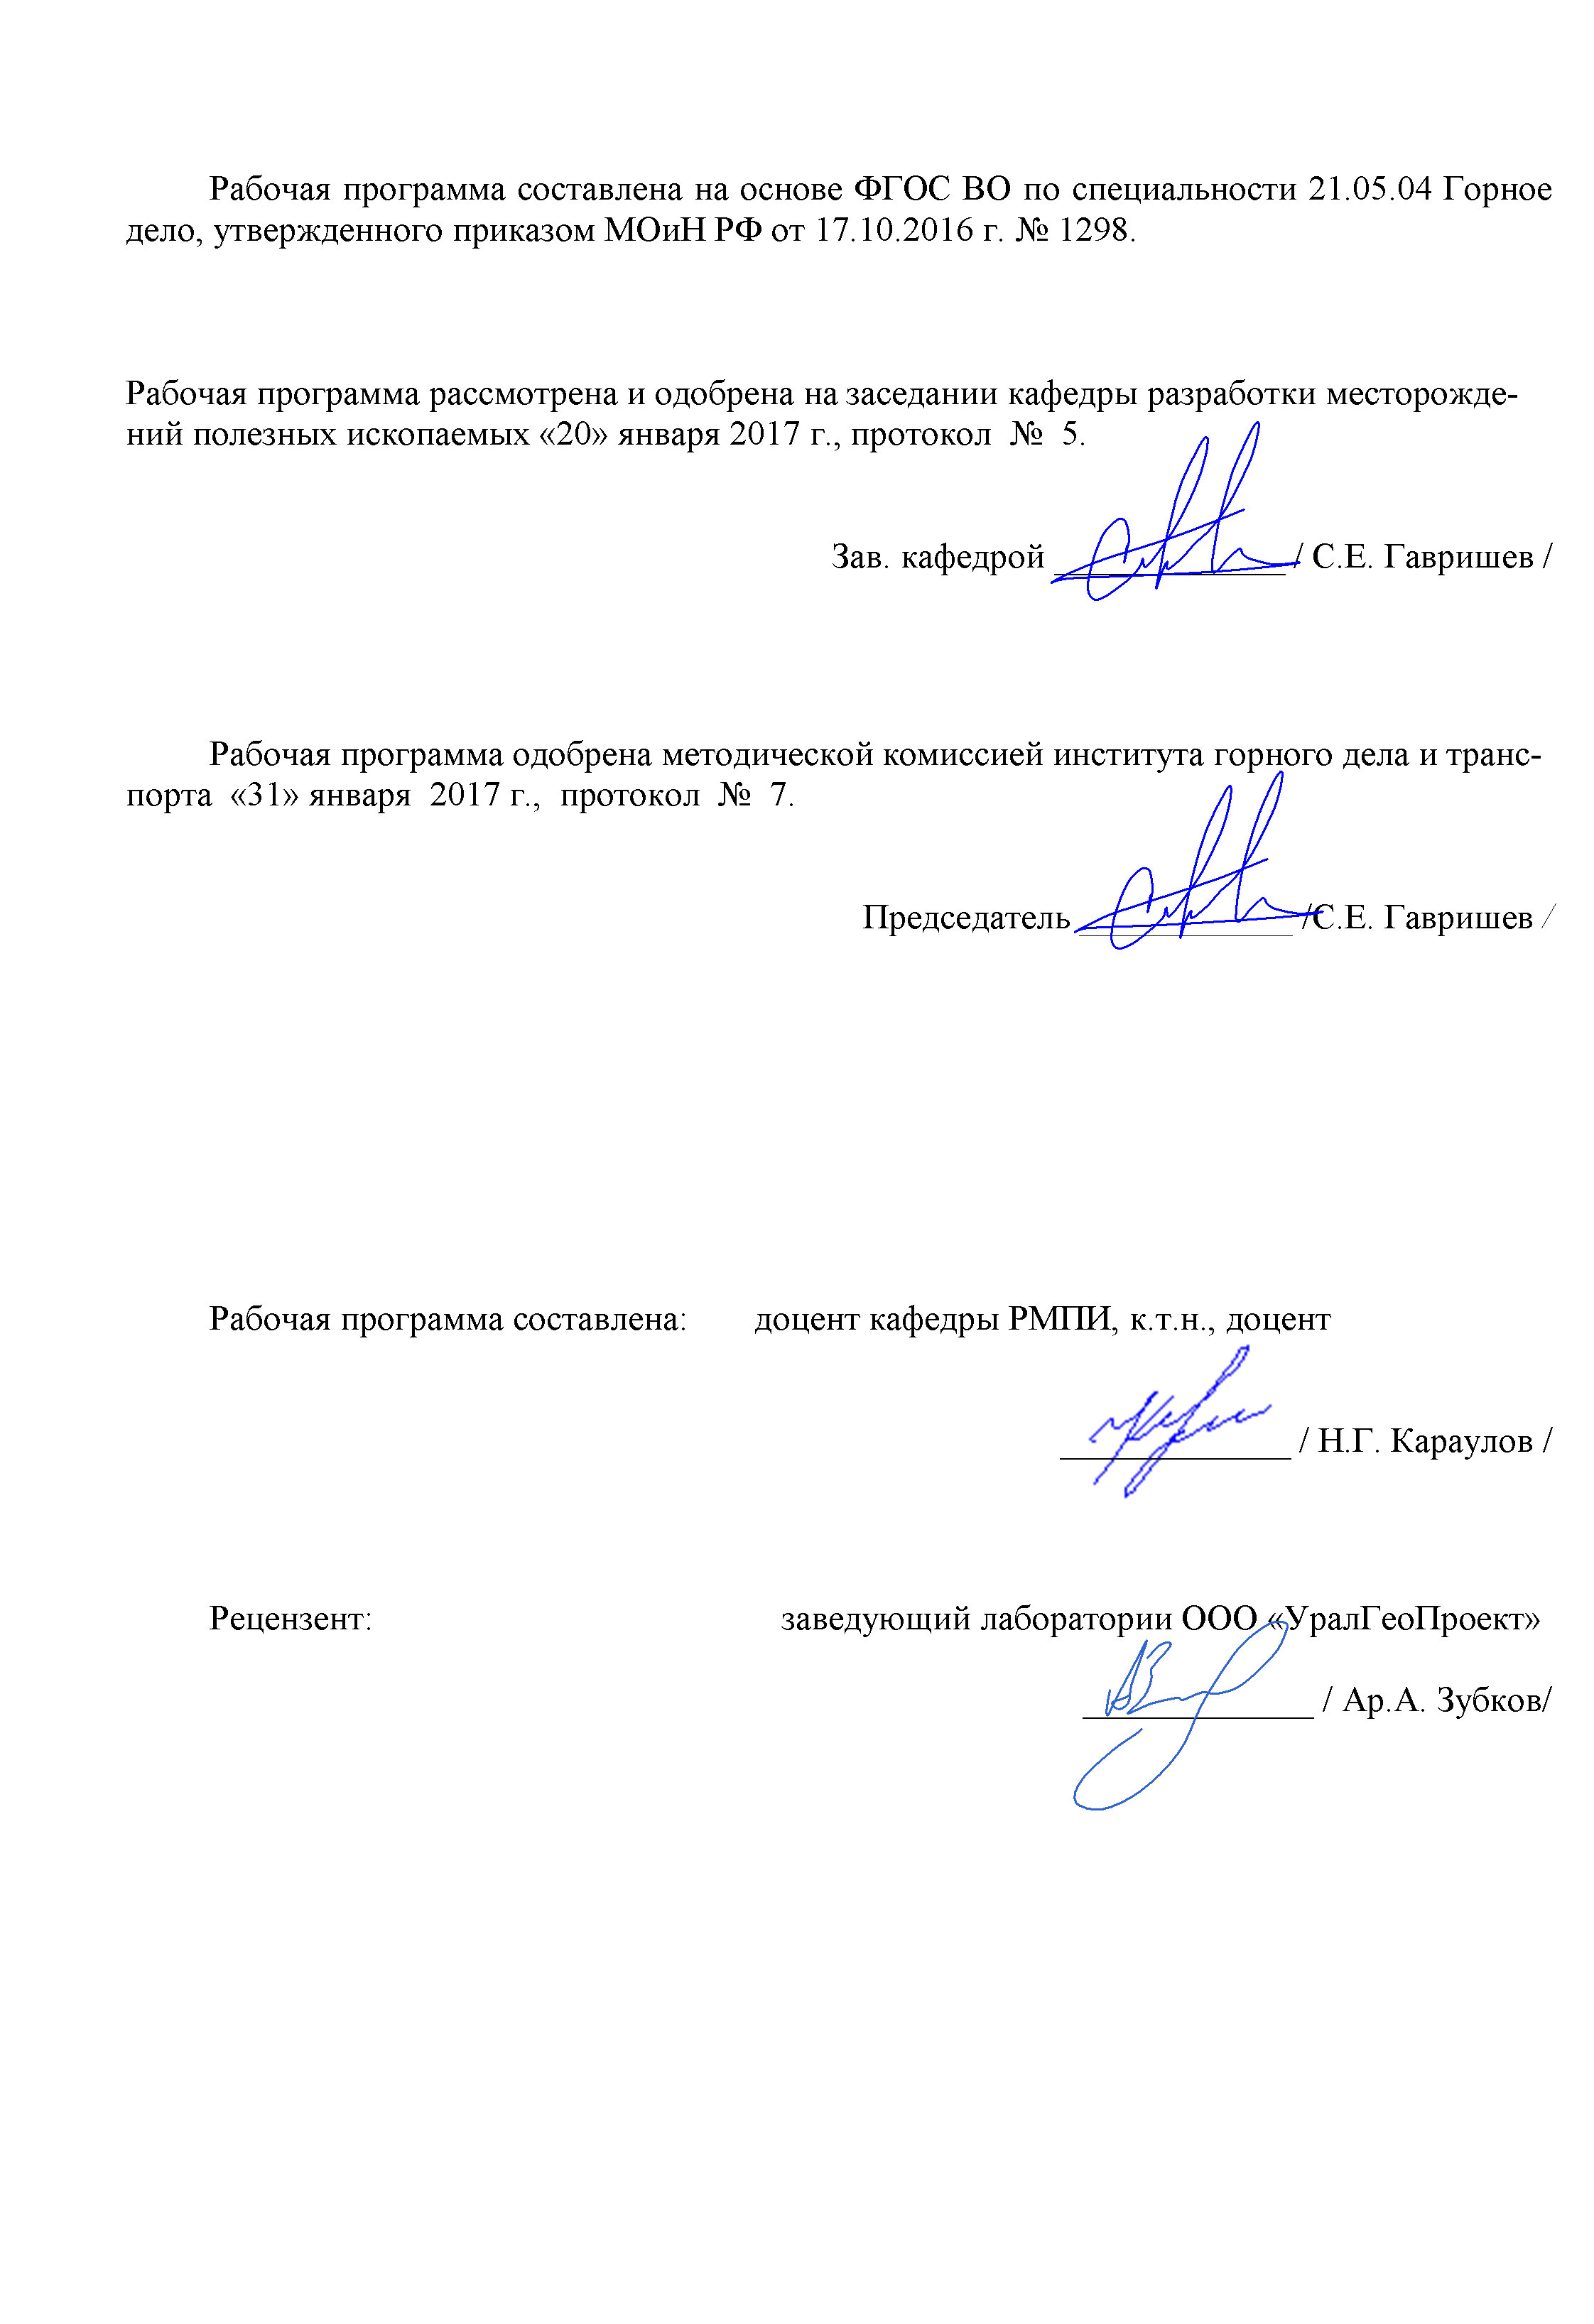 Рабочая программа составлена на основе ФГОС ВО по специальности 21.05.04 Горное
дело, утвержденного приказом МОиН РФ от 17.10.2016 г. № 1298.
Рабочая программа рассмотрена и одобрена на заседании кафедры разработки месторожде-
ний полезных ископаемых «20» января 2017 г., протокол № 5.
Зав. кафедрой _____________ / С.Е. Гавришев /
Рабочая программа одобрена методической комиссией института горного дела и транс-
порта «31» января 2017 г., протокол № 7.
Председатель ____________ /С.Е. Гавришев /
Рабочая программа составлена: доцент кафедры РМПИ, к.т.н., доцент
_____________ / Н.Г. Караулов /
Рецензент: заведующий лаборатории ООО «УралГеоПроект»
_____________ / Ар.А. Зубков/